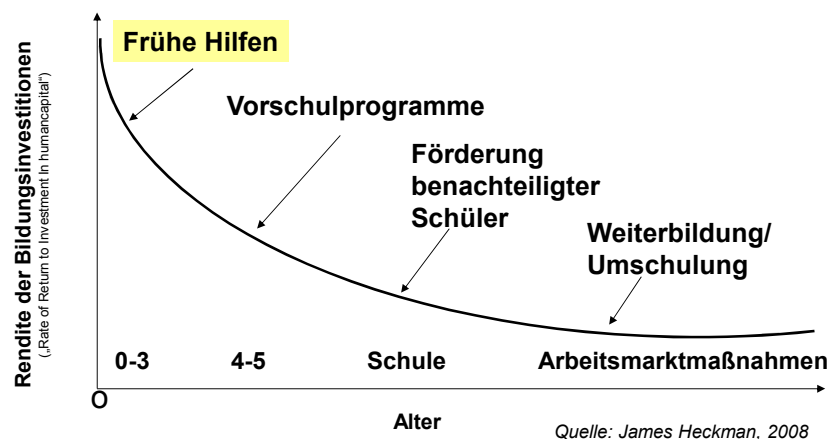 Rendite der Bildungsinvestitionen
(„Rate of Return to Investment In humancapital“)
Frühe Hilfen
Vorschulprogramme
Förderung
benachteiligter
Schüler
Weiterbildung/
Umschulung
0-3
4-5
Schule
Arbeitsmarktmaßnahmen
O
Alter
Quelle: James Heckman, 2008